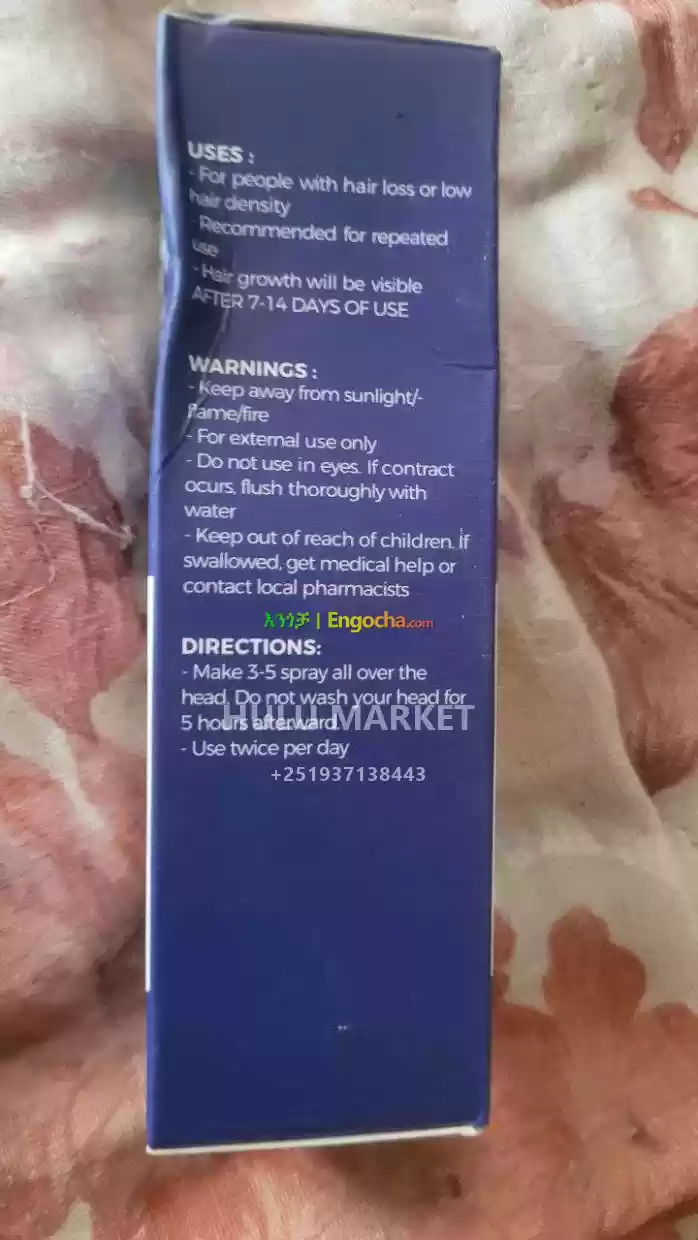 USES :
- For people with hair loss or low
hair density
- Recommended for repeated
use
- Hair growth will be visible
AFTER 7-14 DAYS OF USE
WARNINGS :
- Keep away from sunlight/-
flame/fire
- For external use only
- Do not use in eyes. If contract
ocurs, flush thoroughly with
water
- Keep out of reach of children. İf
swallowed, get medical help or
contact local pharmacists
እንጎቻ | Engocha.com
DIRECTIONS:
- Make 3-5 spray all over the
head. Do not wash your head for
5 hours afterward.
HULU MARKET
- Use twice per day
+251937138443